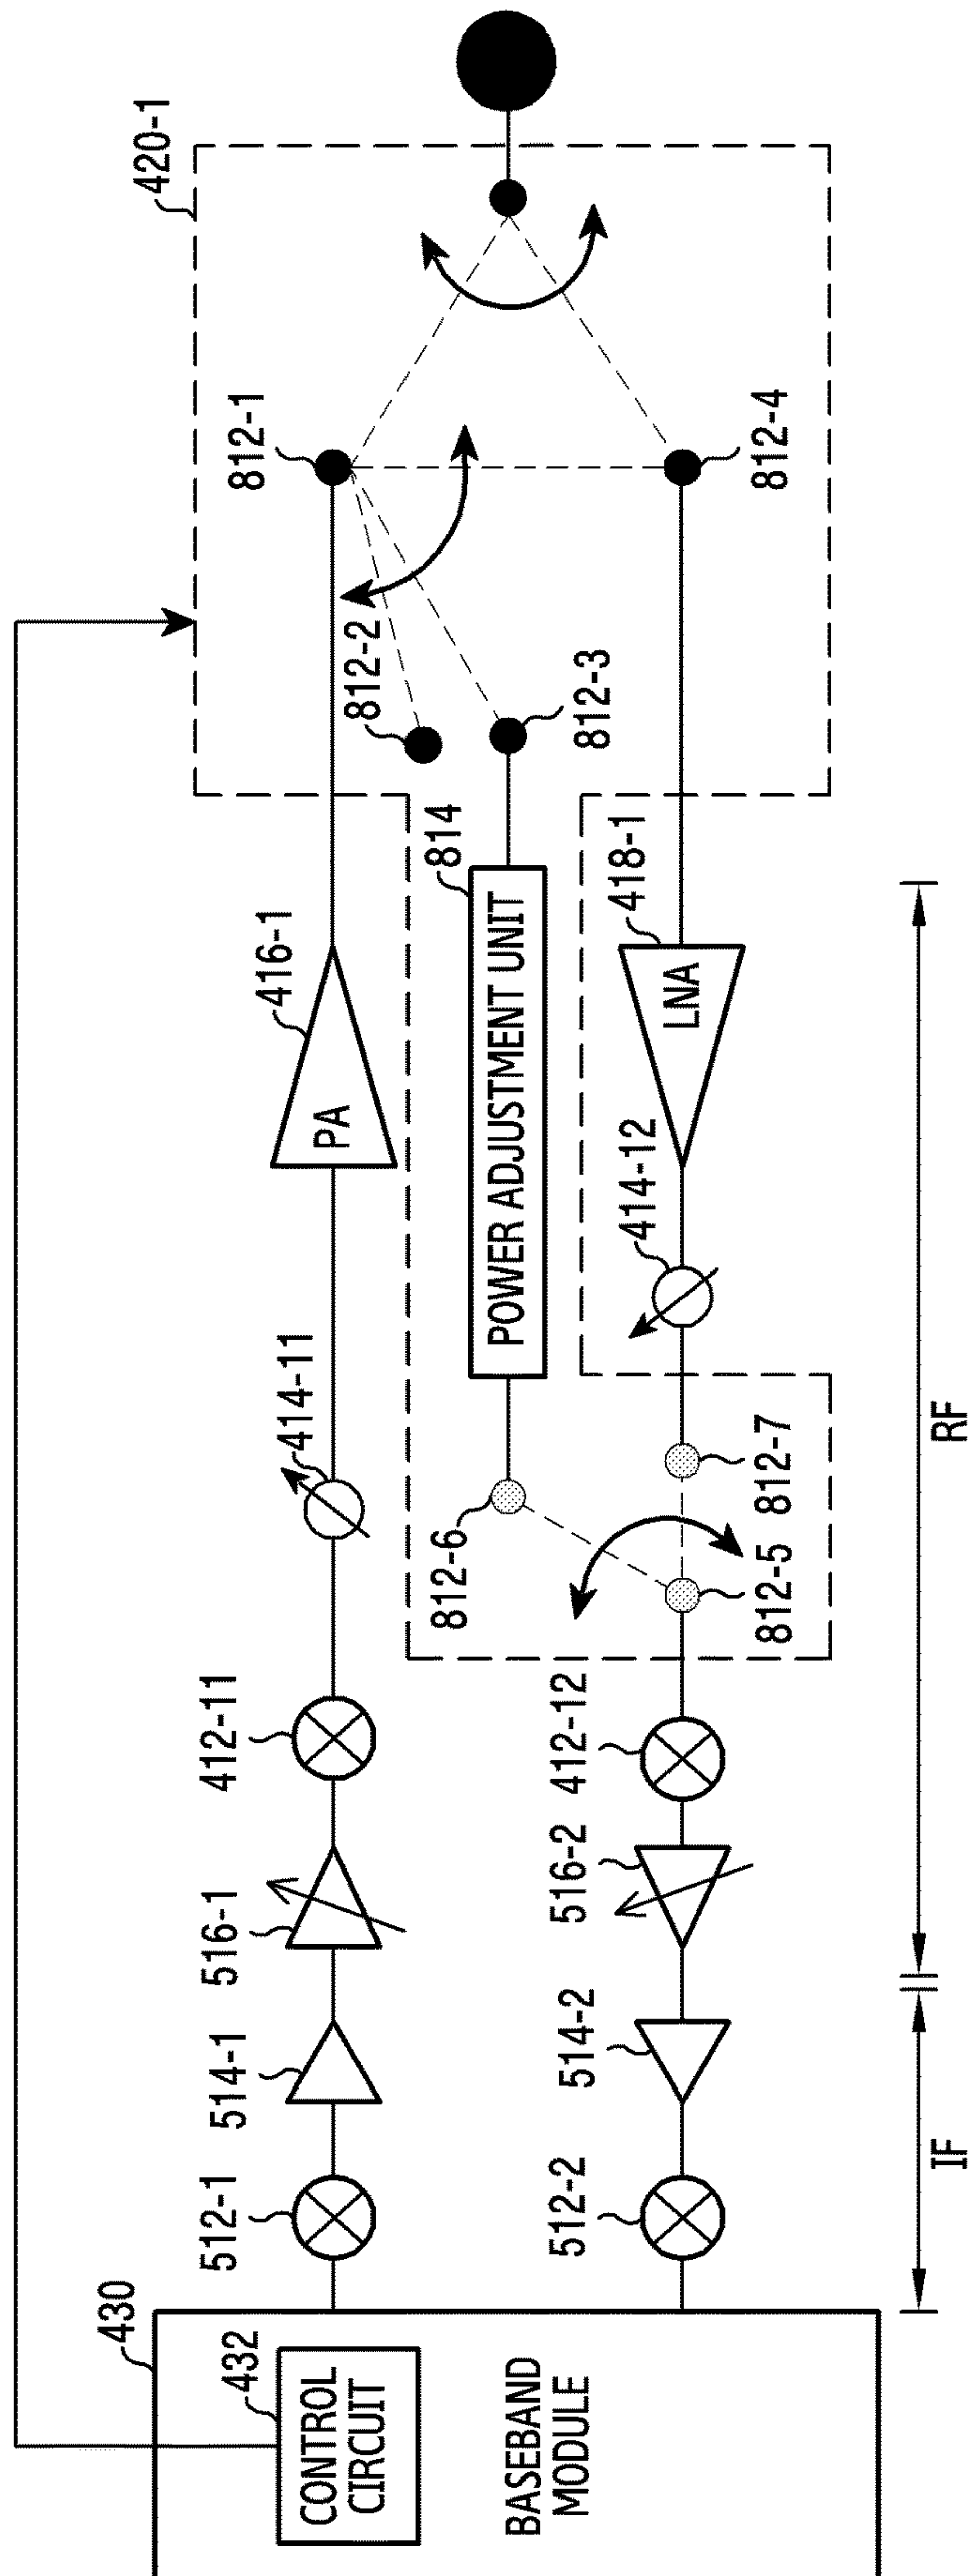 430
432
CONTROL
CIRCUIT
BASEBAND
MODULE
512-1
514-1
516-1
412-11
414-11
416-1
PA
420-1
812-1
812-2
812-3
814
POWER ADJUSTMENT UNIT
812-6
812-4
418-1
LNA
414-12
812-7
812-5
412-12
516-2
514-2
512-2
IF
RF